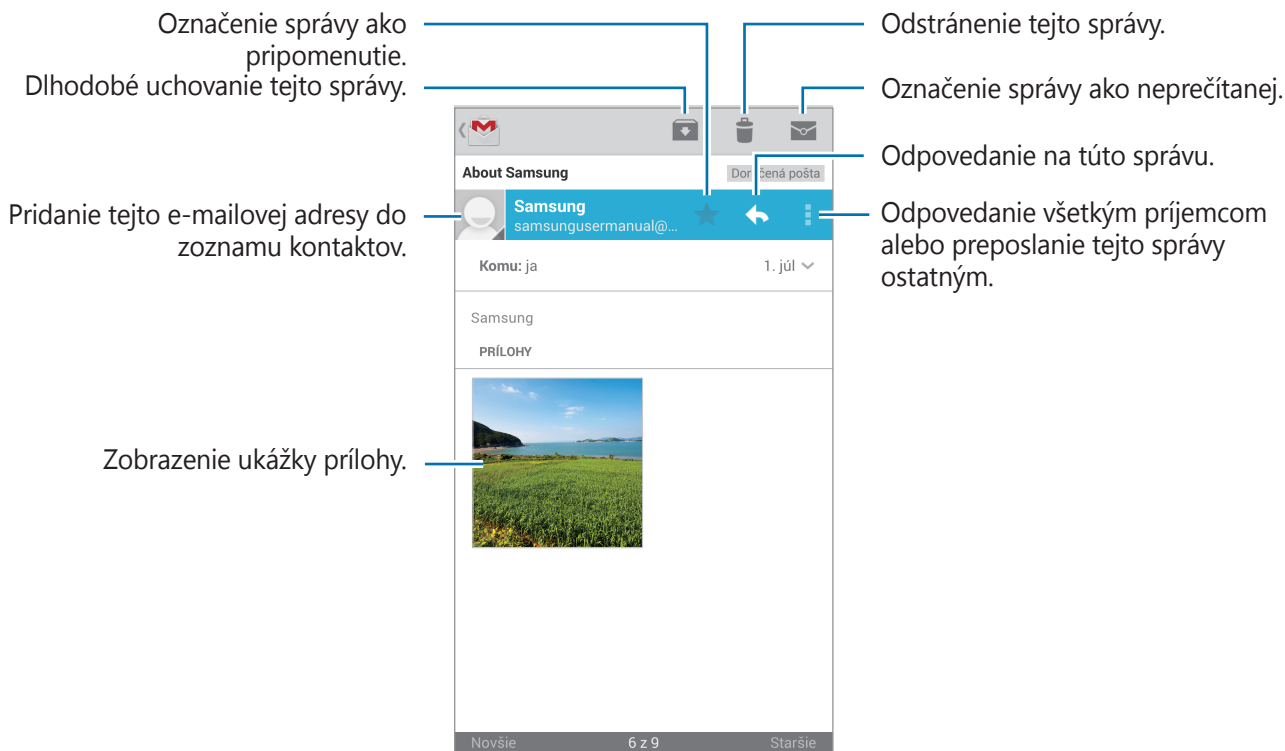 Označenie správy ako
pripomenutie.
Dlhodobé uchovanie tejto správy.
Pridanie tejto e-mailovej adresy do
zoznamu kontaktov.
Zobrazenie ukážky prílohy.
About Samsung
Doručená pošta
Samsung
samsungusermanual@...
Komu: ja
1. júl
Samsung
PRÍLOHY
Novšie
6 z 9
Staršie
Odstránenie tejto správy.
Označenie správy ako neprečítanej.
Odpovedanie na túto správu.
Odpovedanie všetkým príjemcom
alebo preposlanie tejto správy
ostatným.